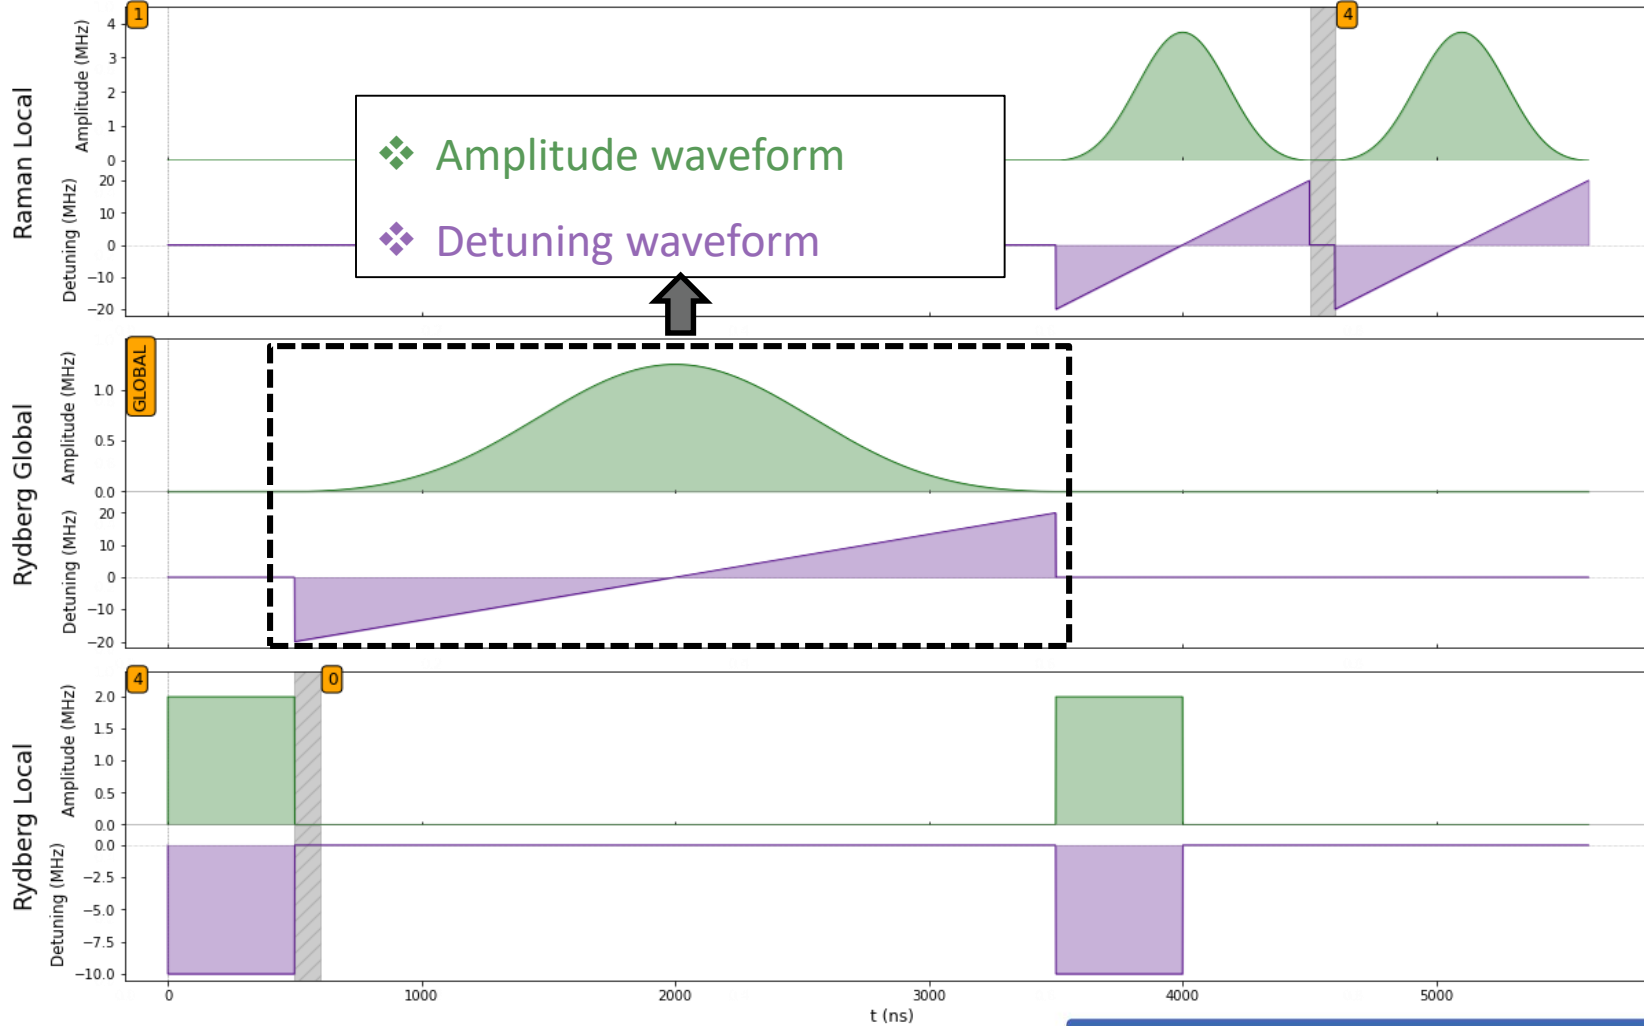 1
4
Raman Local
Amplitude (MHz)
4
3
2
1
0
Detuning (MHz)
20
10
0
−10
−20
❖ Amplitude waveform
❖ Detuning waveform
GLOBAL
Rydberg Global
Amplitude (MHz)
1.0
0.5
0.0
Detuning (MHz)
20
10
0
−10
−20
4
0
Rydberg Local
Amplitude (MHz)
2.0
1.5
1.0
0.5
0.0
Detuning (MHz)
0.0
−2.5
−5.0
−7.5
−10.0
0 1000 2000 3000 4000 5000
t (ns)